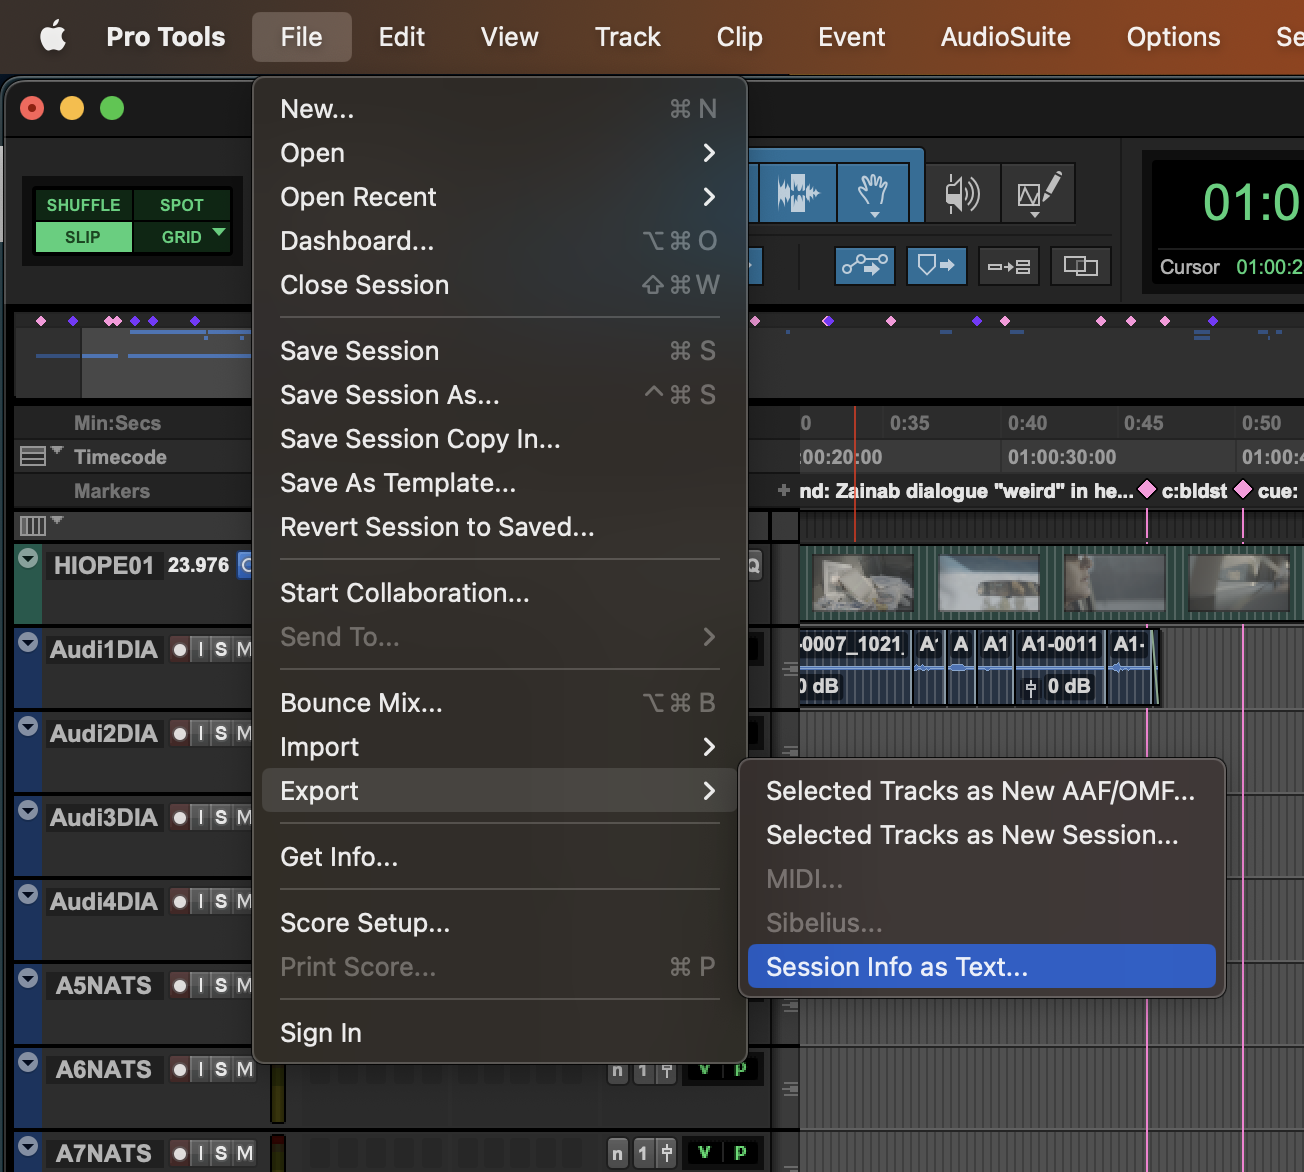 Pro Tools File Edit View Track Clip Event AudioSuite Options Se
New... ⌘ N
Open
Open Recent
Dashboard... ⌥⌘ O
Close Session ⇧⌘W
Save Session ⌘ S
Save Session As... ^⌘ S
Save Session Copy In...
Save As Template...
Revert Session to Saved...
Start Collaboration...
Send To...
Bounce Mix... ⌥⌘ B
Import
Export
Get Info...
Score Setup...
Print Score... ⌘ P
Sign In
Selected Tracks as New AAF/OMF...
Selected Tracks as New Session...
MIDI...
Sibelius...
Session Info as Text...
SHUFFLE SPOT
SLIP GRID
01:0
Cursor 01:00:2
Min:Secs 0 0:35 0:40 0:45 0:50
Timecode :00:20:00 01:00:30:00 01:00:4
Markers nd: Zainab dialogue "weird" in he... c:bldst cue:
HIOPE01 23.976
Audi1DIA I S M
-0007_1021_ A A A1 A1-0011 A1-
0 dB 0 dB
Audi2DIA I S M
Audi3DIA I S M
Audi4DIA I S M
A5NATS I S M
A6NATS I S M n 1 v p
A7NATS I S M n 1 v p